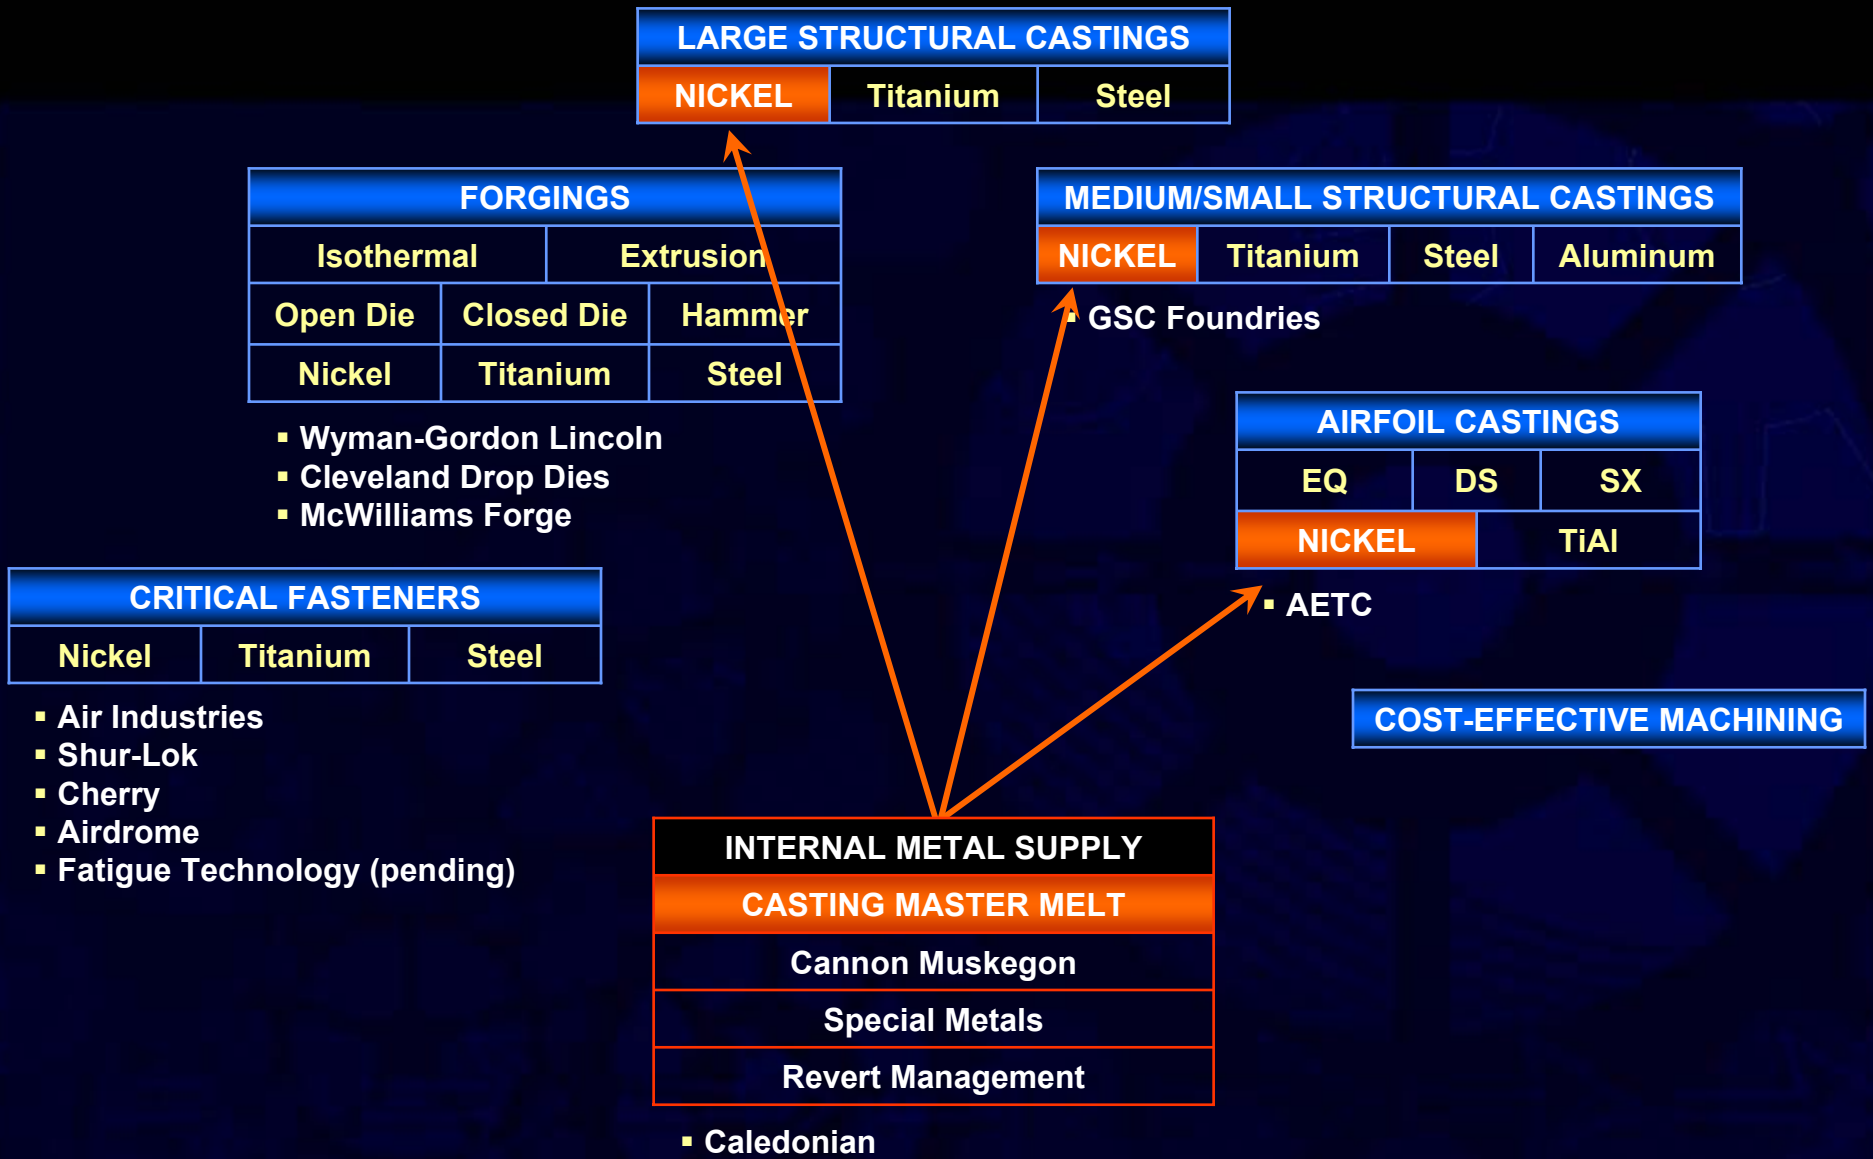 LARGE STRUCTURAL CASTINGS
NICKEL Titanium Steel
FORGINGS
Isothermal Extrusion
Open Die Closed Die Hammer
Nickel Titanium Steel
▪ Wyman-Gordon Lincoln
▪ Cleveland Drop Dies
▪ McWilliams Forge
MEDIUM/SMALL STRUCTURAL CASTINGS
NICKEL Titanium Steel Aluminum
▪ GSC Foundries
AIRFOIL CASTINGS
EQ DS SX
NICKEL TiAl
▪ AETC
CRITICAL FASTENERS
Nickel Titanium Steel
▪ Air Industries
▪ Shur-Lok
▪ Cherry
▪ Airdrome
▪ Fatigue Technology (pending)
COST-EFFECTIVE MACHINING
INTERNAL METAL SUPPLY
CASTING MASTER MELT
Cannon Muskegon
Special Metals
Revert Management
▪ Caledonian